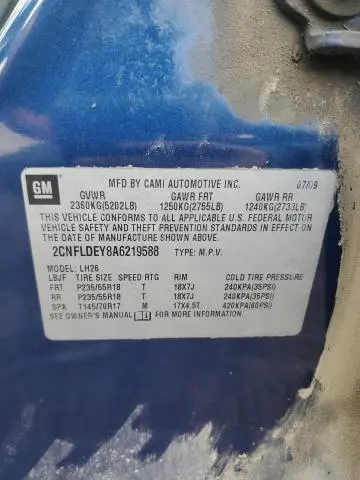 GM
MFD BY CAMI AUTOMOTIVE INC. 07/09
GVWR GAWR FRT GAWR RR
2360KG(5202LB) 1250KG(2755LB) 1240KG(2733LB)
THIS VEHICLE CONFORMS TO ALL APPLICABLE U.S. FEDERAL MOTOR
VEHICLE SAFETY AND THEFT PREVENTION STANDARDS IN EFFECT ON
THE DATE OF MANUFACTURE SHOWN ABOVE.
2CNFLDEY8A6219588 TYPE: M.P.V.
MODEL: LH26
LBJF TIRE SIZE SPEED RTG RIM COLD TIRE PRESSURE
FRT P235/55R18 T 18X7J 240KPA(35PSI)
RR P235/55R18 T 18X7J 240KPA(35PSI)
SPA T145/70R17 M 17X4.5T 420KPA(60PSI)
SEE OWNER'S MANUAL FOR MORE INFORMATION.